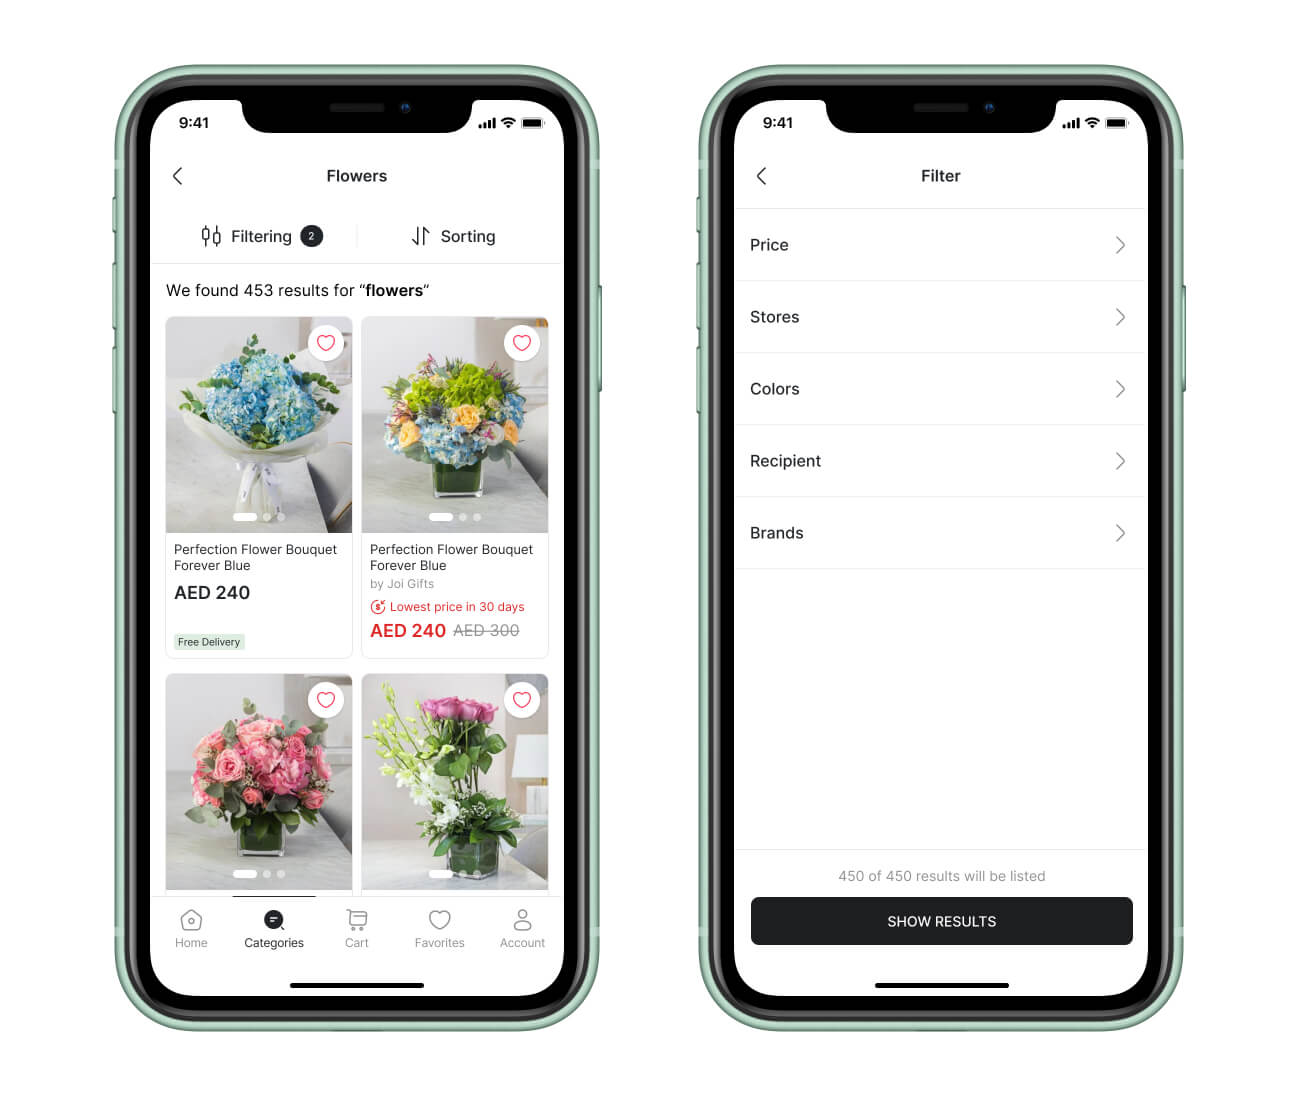 9:41
Flowers
Filtering 2
Sorting
We found 453 results for “flowers“
Perfection Flower Bouquet
Forever Blue
AED 240
Free Delivery
Perfection Flower Bouquet
Forever Blue
by Joi Gifts
Lowest price in 30 days
AED 240 AED 300
Home
Categories
Cart
Favorites
Account
9:41
Filter
Price
Stores
Colors
Recipient
Brands
450 of 450 results will be listed
SHOW RESULTS